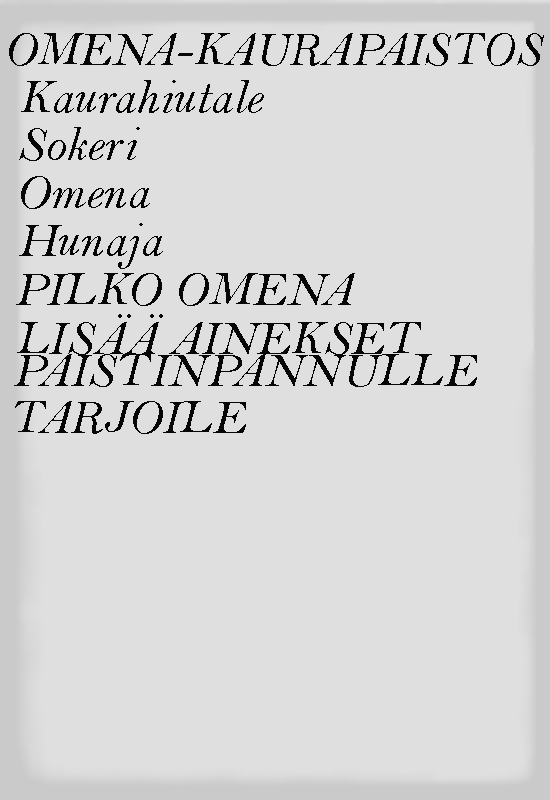 OMENA-KAURAPAISTOS
Kaurahiutale
Sokeri
Omena
Hunaja
PILKO OMENA
LISÄÄ AINEKSET
PAISTINPANNULLE
TARJOILE